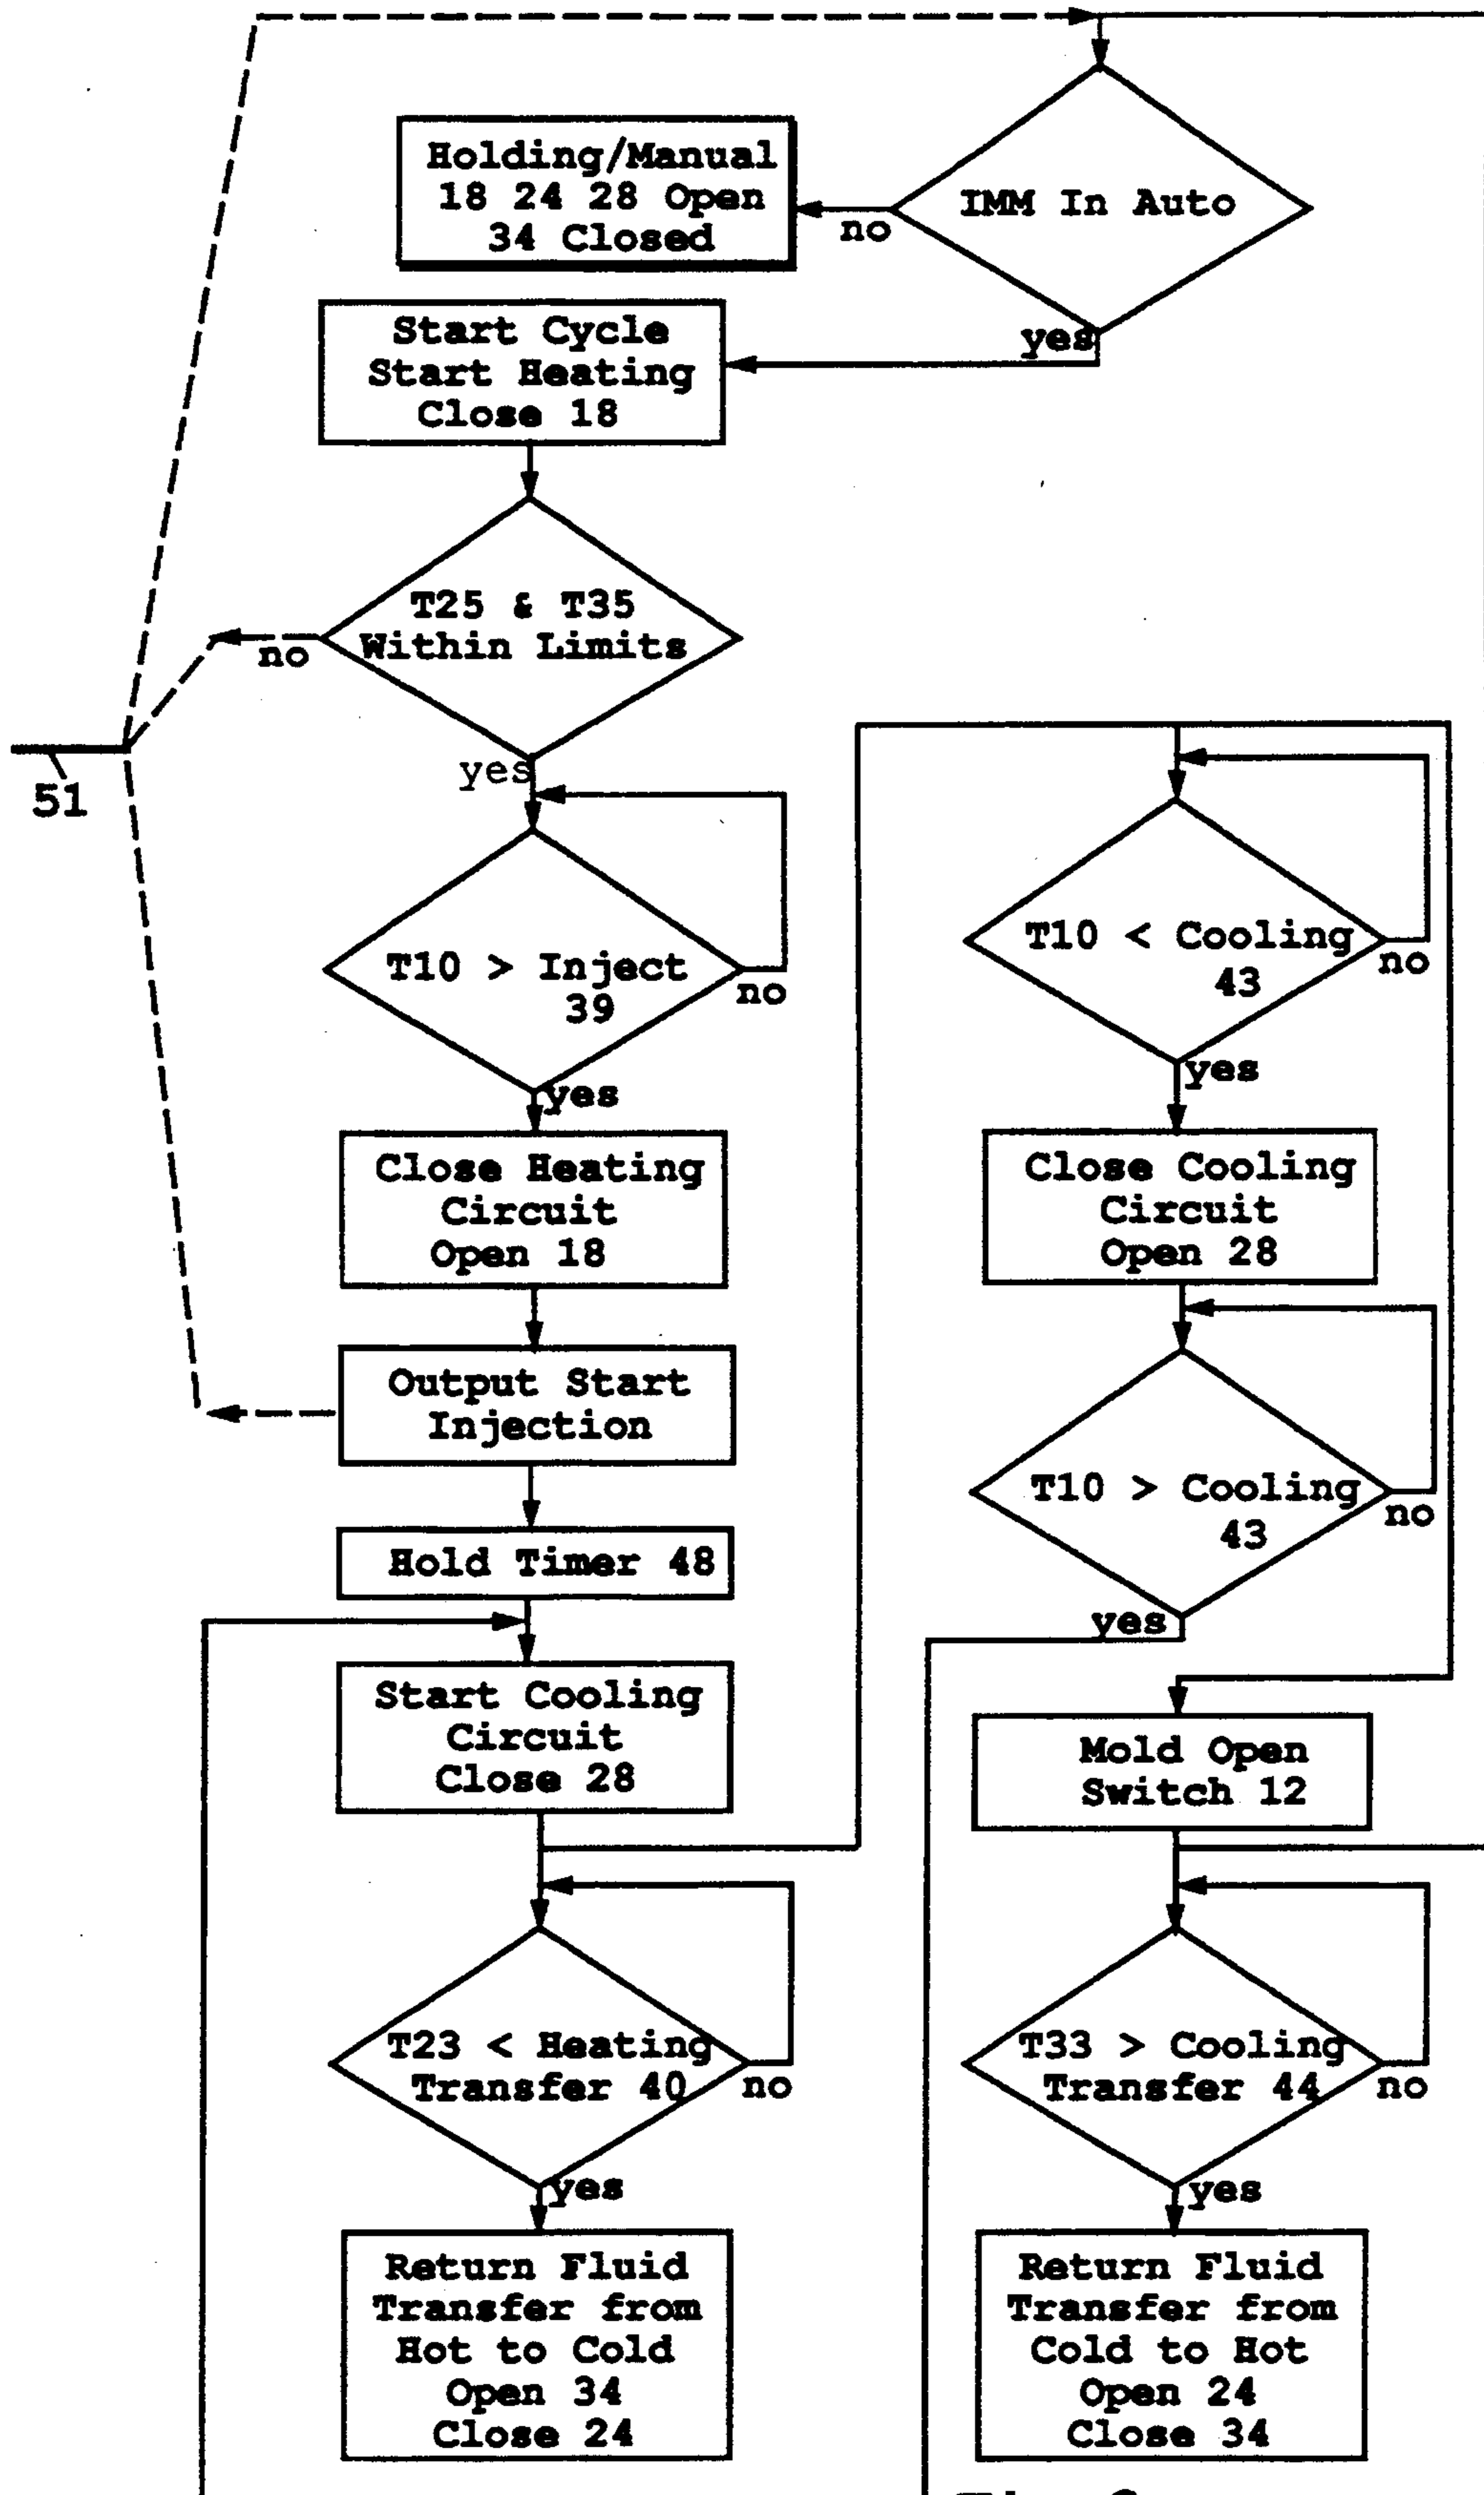 Holding/Manual
18 24 28 Open
34 Closed
IMM In Auto
no
yes
Start Cycle
Start Heating
Close 18
T25 & T35
Within Limits
no
yes
51
T10 > Inject
39
no
yes
Close Heating
Circuit
Open 18
Output Start
Injection
Hold Timer 48
Start Cooling
Circuit
Close 28
T23 < Heating
Transfer 40
no
yes
Return Fluid
Transfer from
Hot to Cold
Open 34
Close 24
T10 < Cooling
43
no
yes
Close Cooling
Circuit
Open 28
T10 > Cooling
43
no
yes
Mold Open
Switch 12
T33 > Cooling
Transfer 44
no
yes
Return Fluid
Transfer from
Cold to Hot
Open 24
Close 34